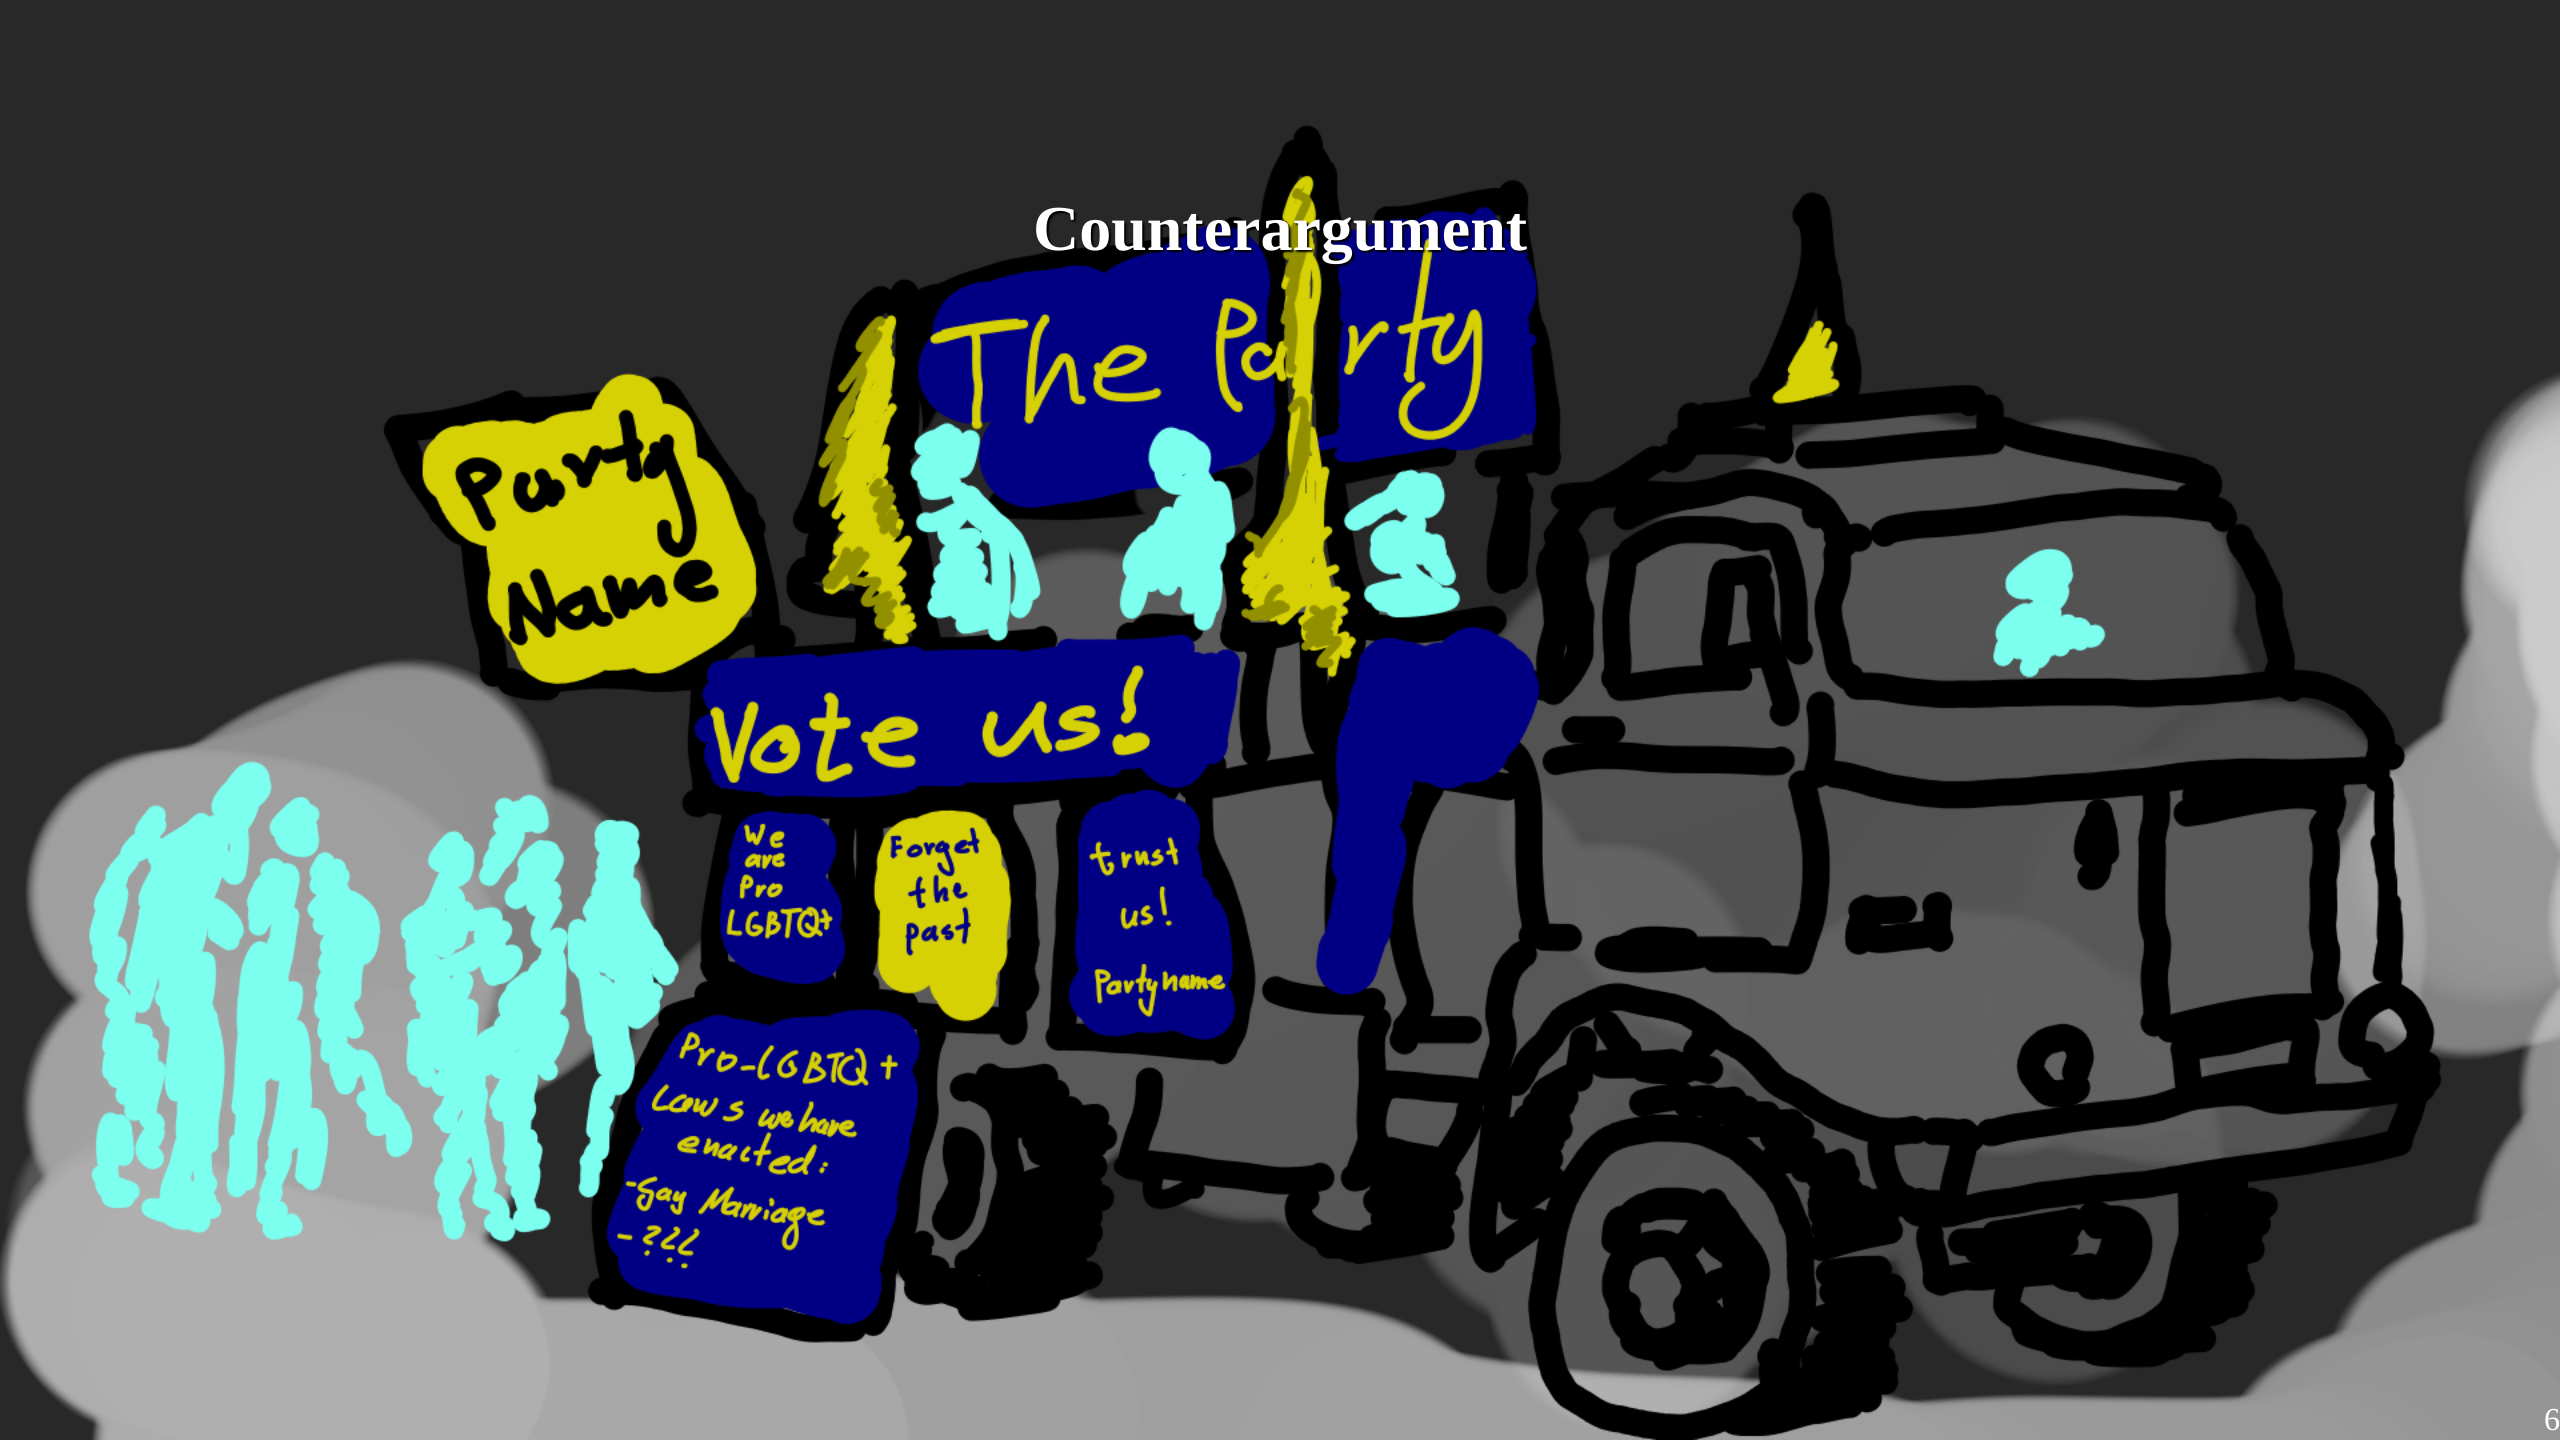 Counterargument
The Party
Party
Name
Vote us!
We
are
Pro
LGBTQ+
Forget
the
past
trust
us!
Partyname
Pro-LGBTQ+
Laws we have
enacted:
-Gay Marriage
-???
6